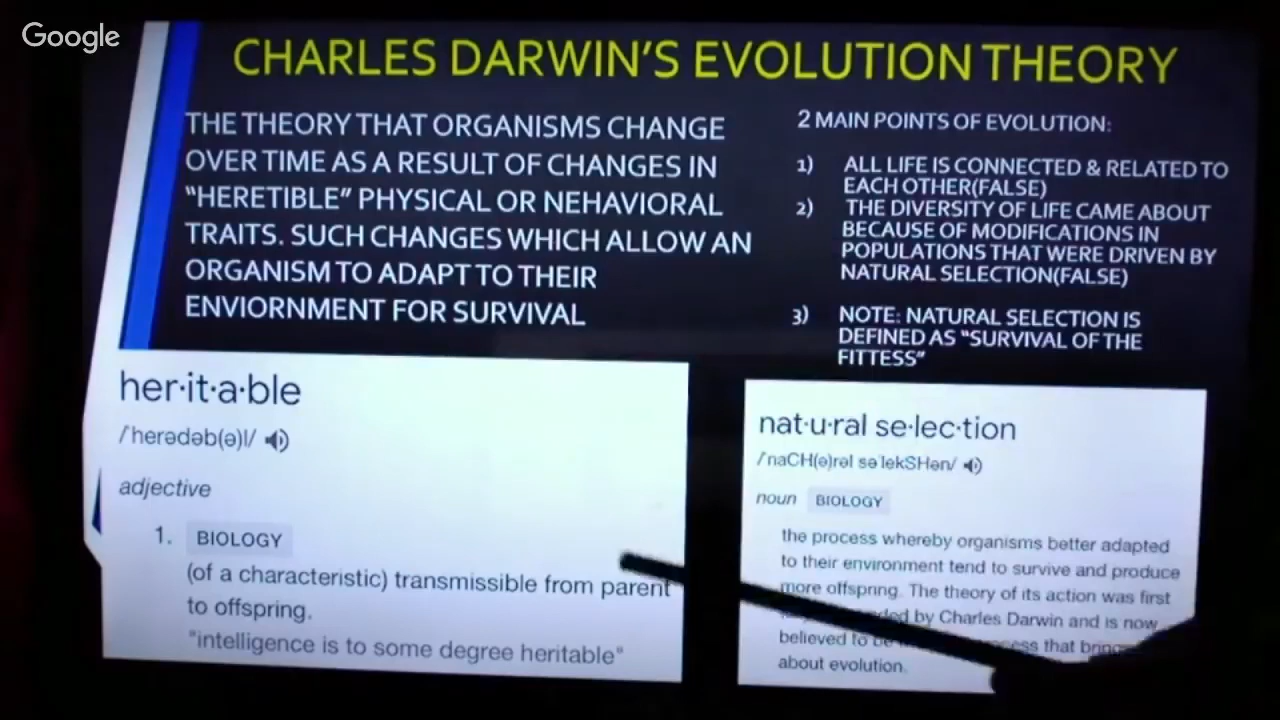 Google
CHARLES DARWIN'S EVOLUTION THEORY
THE THEORY THAT ORGANISMS CHANGE
OVER TIME AS A RESULT OF CHANGES IN
“HERETIBLE” PHYSICAL OR NEHAVIORAL
TRAITS. SUCH CHANGES WHICH ALLOW AN
ORGANISM TO ADAPT TO THEIR
ENVIORNMENT FOR SURVIVAL
2 MAIN POINTS OF EVOLUTION:
1) ALL LIFE IS CONNECTED & RELATED TO
EACH OTHER(FALSE)
2) THE DIVERSITY OF LIFE CAME ABOUT
BECAUSE OF MODIFICATIONS IN
POPULATIONS THAT WERE DRIVEN BY
NATURAL SELECTION(FALSE)
3) NOTE: NATURAL SELECTION IS
DEFINED AS “SURVIVAL OF THE
FITTESS”
her·it·a·ble
/ˈherədəb(ə)l/
adjective
1. BIOLOGY
(of a characteristic) transmissible from parent
to offspring.
"intelligence is to some degree heritable"
nat·u·ral se·lec·tion
/ˈnaCH(ə)rəl səˈlekSHən/
noun BIOLOGY
the process whereby organisms better adapted
to their environment tend to survive and produce
more offspring. The theory of its action was first
by Charles Darwin and is now
believed to be that
about evolution.